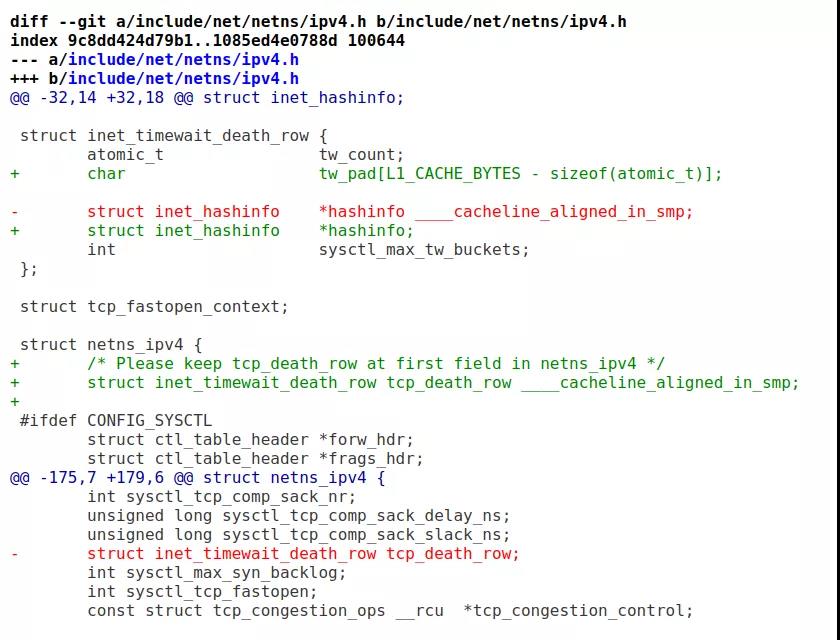 diff --git a/include/net/netns/ipv4.h b/include/net/netns/ipv4.h
index 9c8dd424d79b1..1085ed4e0788d 100644
--- a/include/net/netns/ipv4.h
+++ b/include/net/netns/ipv4.h
@@ -32,14 +32,18 @@ struct inet_hashinfo;
 struct inet_timewait_death_row {
        atomic_t                tw_count;
+       char                    tw_pad[L1_CACHE_BYTES - sizeof(atomic_t)];
-       struct inet_hashinfo    *hashinfo ____cacheline_aligned_in_smp;
+       struct inet_hashinfo    *hashinfo;
        int                     sysctl_max_tw_buckets;
 };
 struct tcp_fastopen_context;
 struct netns_ipv4 {
+       /* Please keep tcp_death_row at first field in netns_ipv4 */
+       struct inet_timewait_death_row tcp_death_row ____cacheline_aligned_in_smp;
+
 #ifdef CONFIG_SYSCTL
        struct ctl_table_header *forw_hdr;
        struct ctl_table_header *frags_hdr;
@@ -175,7 +179,6 @@ struct netns_ipv4 {
        int sysctl_tcp_comp_sack_nr;
        unsigned long sysctl_tcp_comp_sack_delay_ns;
        unsigned long sysctl_tcp_comp_sack_slack_ns;
-       struct inet_timewait_death_row tcp_death_row;
        int sysctl_max_syn_backlog;
        int sysctl_tcp_fastopen;
        const struct tcp_congestion_ops __rcu  *tcp_congestion_control;